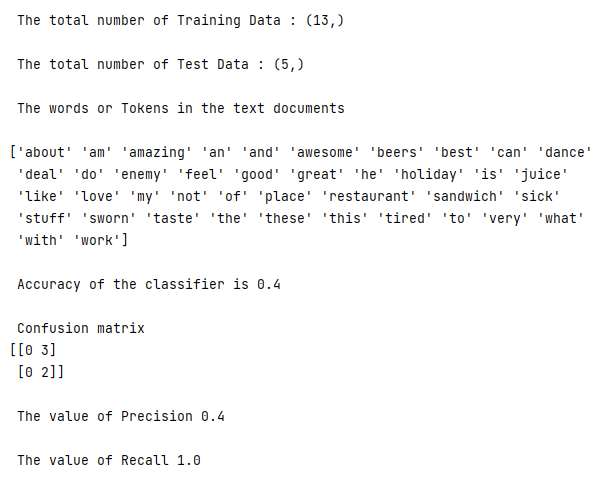 The total number of Training Data : (13,)
The total number of Test Data : (5,)
The words or Tokens in the text documents
['about' 'am' 'amazing' 'an' 'and' 'awesome' 'beers' 'best' 'can' 'dance'
'deal' 'do' 'enemy' 'feel' 'good' 'great' 'he' 'holiday' 'is' 'juice'
'like' 'love' 'my' 'not' 'of' 'place' 'restaurant' 'sandwich' 'sick'
'stuff' 'sworn' 'taste' 'the' 'these' 'this' 'tired' 'to' 'very' 'what'
'with' 'work']
Accuracy of the classifier is 0.4
Confusion matrix
[[0 3]
[0 2]]
The value of Precision 0.4
The value of Recall 1.0